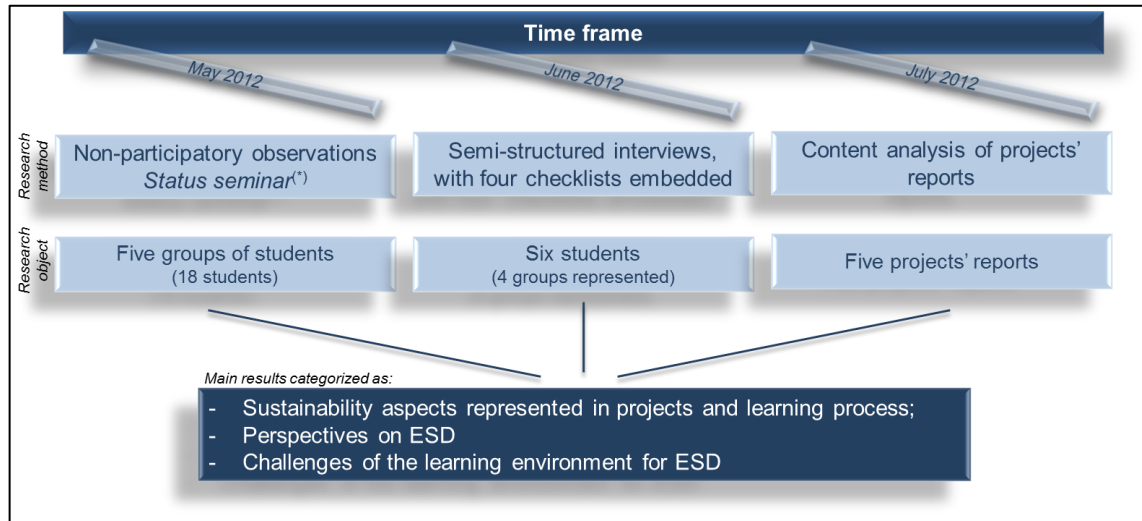 Time frame
May 2012
June 2012
July 2012
Research method
Non-participatory observations
Status seminar(*)
Semi-structured interviews,
with four checklists embedded
Content analysis of projects'
reports
Research object
Five groups of students
(18 students)
Six students
(4 groups represented)
Five projects' reports
Main results categorized as:
- Sustainability aspects represented in projects and learning process;
- Perspectives on ESD
- Challenges of the learning environment for ESD